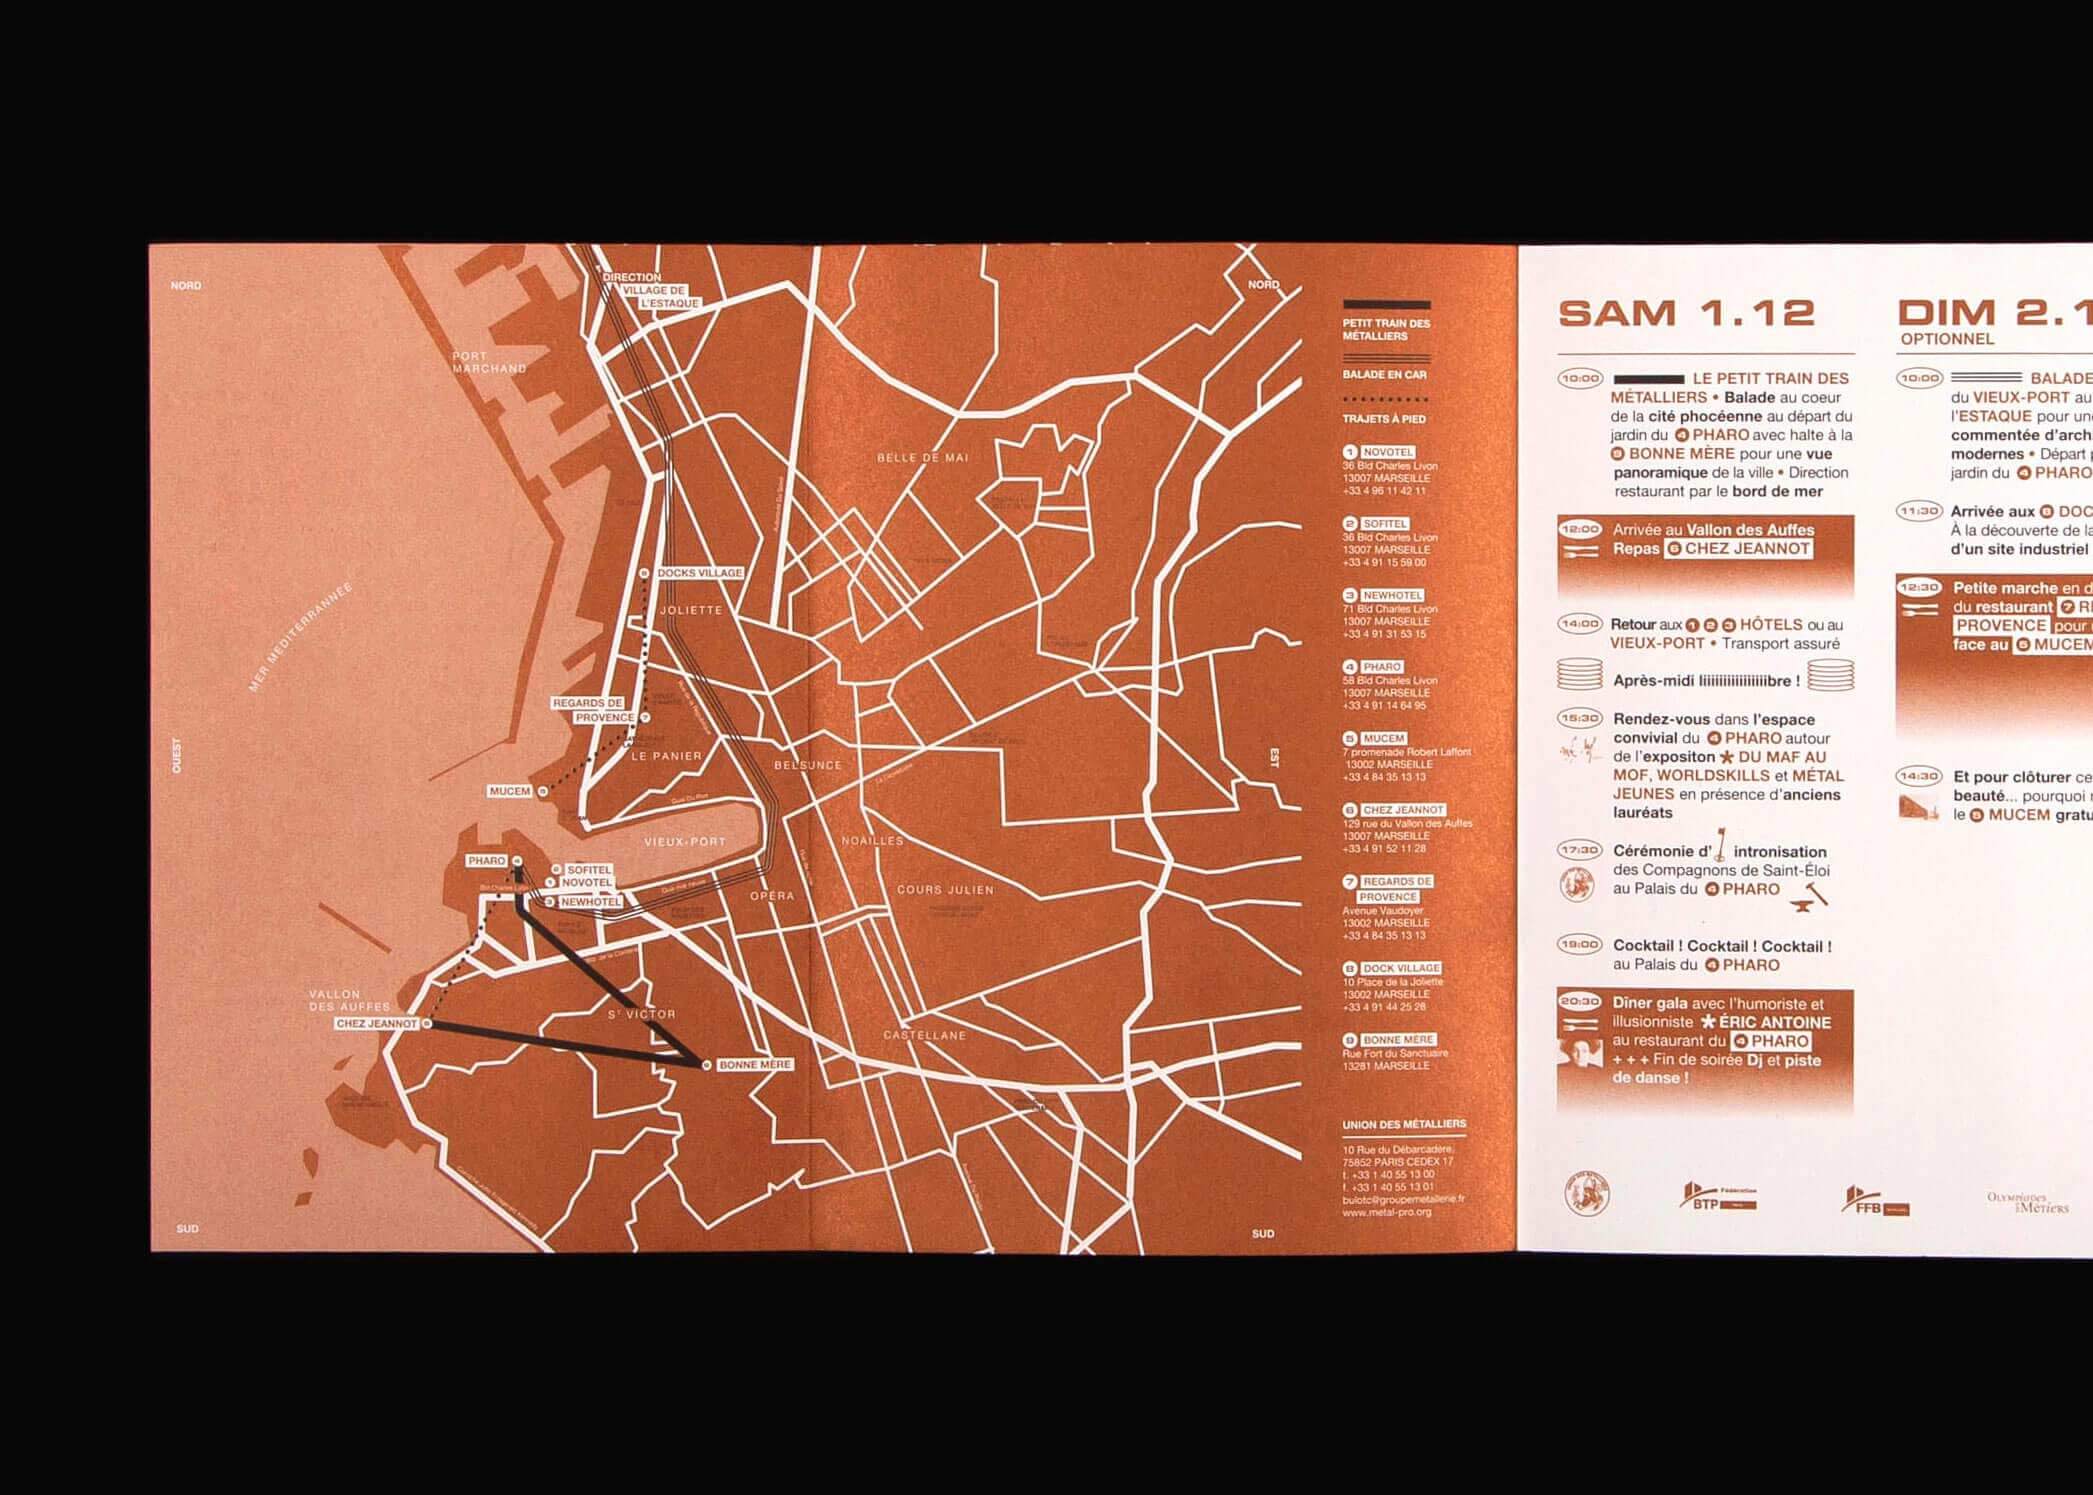 NORD
DIRECTION
VILLAGE DE
L'ESTAQUE
PORT
MARCHAND
MER MEDITERRANNÉE
OUEST
DOCKS VILLAGE
JOLIETTE
REGARDS DE
PROVENCE 7
LE PANIER
MUCEM 5
BELSUNCE
Quai Du Port
VIEUX-PORT
PHARO 4
2 SOFITEL
1 NOVOTEL
3 NEWHOTEL
Bld Charles Livon
Quai rive neuve
OPÉRA
NOAILLES
COURS JULIEN
BELLE DE MAI
VALLON
DES AUFFES
CHEZ JEANNOT 6
ST VICTOR
9 BONNE MÈRE
CASTELLANE
SUD
NORD
EST
SUD
PETIT TRAIN DES
MÉTALLIERS
BALADE EN CAR
TRAJETS À PIED
1 NOVOTEL
36 Bld Charles Livon
13007 MARSEILLE
+33 4 96 11 42 11
2 SOFITEL
36 Bld Charles Livon
13007 MARSEILLE
+33 4 91 15 59 00
3 NEWHOTEL
71 Bld Charles Livon
13007 MARSEILLE
+33 4 91 31 53 15
4 PHARO
58 Bld Charles Livon
13007 MARSEILLE
+33 4 91 14 64 95
5 MUCEM
7 promenade Robert Laffont
13002 MARSEILLE
+33 4 84 35 13 13
6 CHEZ JEANNOT
129 rue du Vallon des Auffes
13007 MARSEILLE
+33 4 91 52 11 28
7 REGARDS DE
PROVENCE
Avenue Vaudoyer
13002 MARSEILLE
+33 4 84 35 13 13
8 DOCK VILLAGE
10 Place de la Joliette
13002 MARSEILLE
+33 4 91 44 25 28
9 BONNE MÈRE
Rue Fort du Sanctuaire
13281 MARSEILLE
UNION DES MÉTALLIERS
10 Rue du Débarcadère,
75852 PARIS CEDEX 17
t. +33 1 40 55 13 00
f. +33 1 40 55 13 01
bulotc@groupemetallerie.fr
www.metal-pro.org
SAM 1.12
10:00 LE PETIT TRAIN DES
MÉTALLIERS • Balade au coeur
de la cité phocéenne au départ du
jardin du 4 PHARO avec halte à la
9 BONNE MÈRE pour une vue
panoramique de la ville • Direction
restaurant par le bord de mer
12:00 Arrivée au Vallon des Auffes
Repas 6 CHEZ JEANNOT
14:00 Retour aux 1 2 3 HÔTELS ou au
VIEUX-PORT • Transport assuré
Après-midi liiiiiiiiiiiiiiiibre !
15:30 Rendez-vous dans l'espace
convivial du 4 PHARO autour
de l'expositon * DU MAF AU
MOF, WORLDSKILLS et MÉTAL
JEUNES en présence d'anciens
lauréats
17:30 Cérémonie d' intronisation
des Compagnons de Saint-Éloi
au Palais du 4 PHARO
19:00 Cocktail ! Cocktail ! Cocktail !
au Palais du 4 PHARO
20:30 Dîner gala avec l'humoriste et
illusionniste * ÉRIC ANTOINE
au restaurant du 4 PHARO
+ + + Fin de soirée Dj et piste
de danse !
Fédération
BTP
FFB
OLYMPIADES
DES MÉTIERS
DIM 2.1
OPTIONNEL
10:00 BALADE
du VIEUX-PORT au
l'ESTAQUE pour un
commentée d'arch
modernes • Départ
jardin du 4 PHARO
11:30 Arrivée aux 8 DOC
À la découverte de la
d'un site industriel
12:30 Petite marche en d
du restaurant 7 RE
PROVENCE pour
face au 5 MUCEM
14:30 Et pour clôturer ce
beauté... pourquoi
le 5 MUCEM gratu